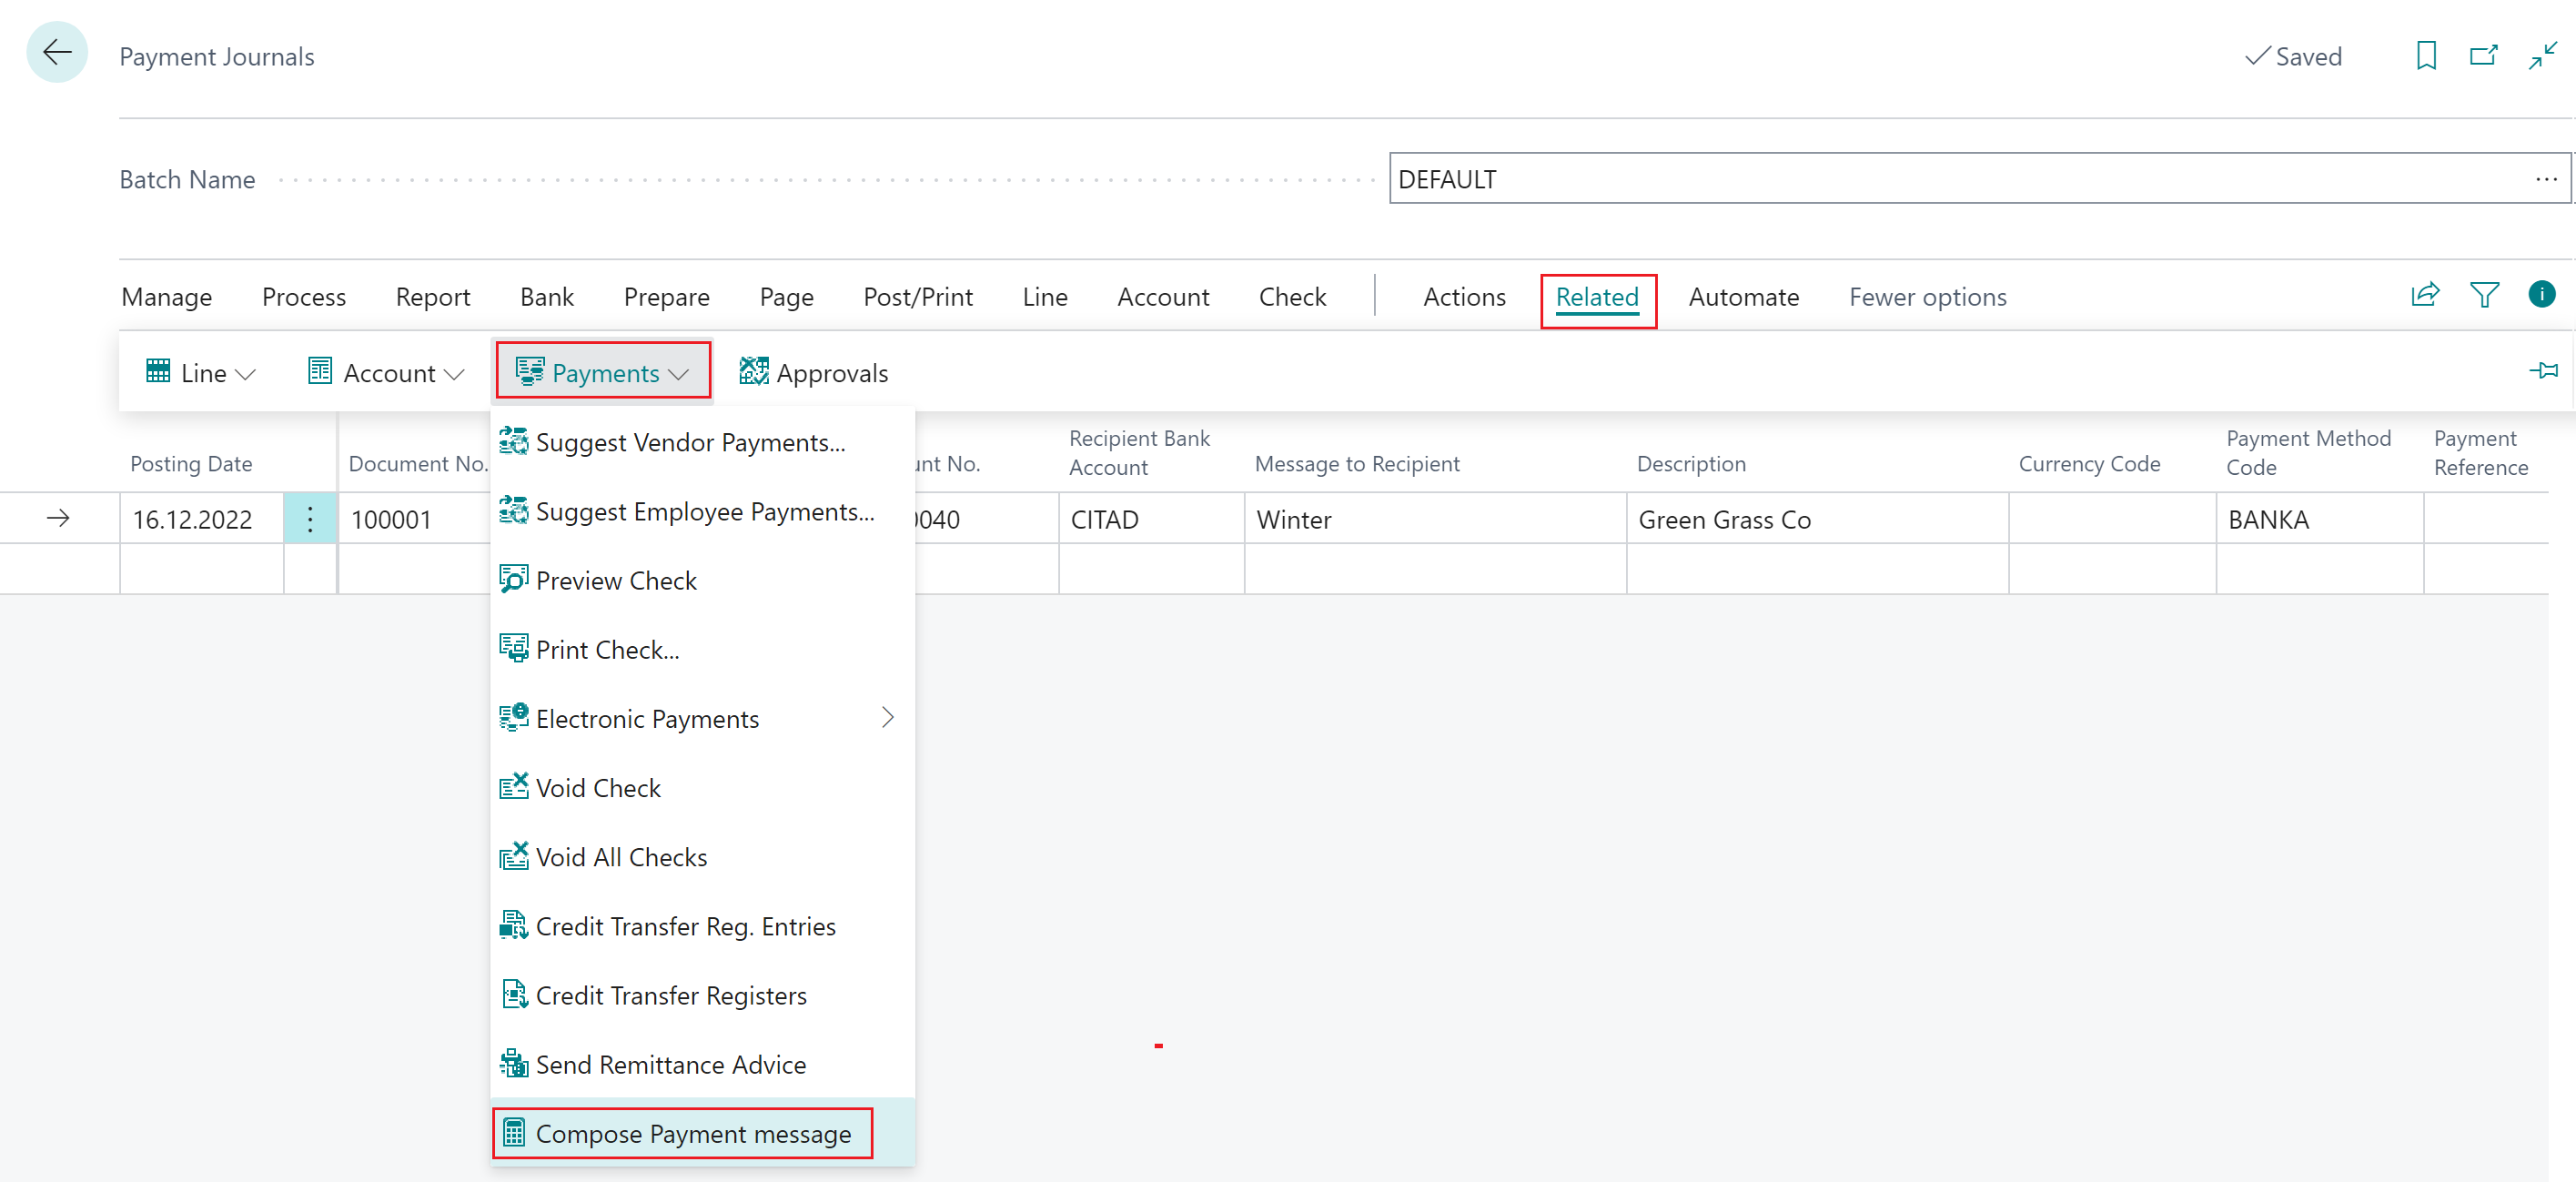 Payment Journals
Saved
Batch Name
DEFAULT
Manage Process Report Bank Prepare Page Post/Print Line Account Check Actions Related Automate Fewer options
Line Account Payments Approvals
Suggest Vendor Payments...
Suggest Employee Payments...
Preview Check
Print Check...
Electronic Payments
Void Check
Void All Checks
Credit Transfer Reg. Entries
Credit Transfer Registers
Send Remittance Advice
Compose Payment message
Posting Date
Document No.
unt No.
Recipient Bank
Account
Message to Recipient
Description
Currency Code
Payment Method
Code
Payment
Reference
16.12.2022 100001 0040 CITAD Winter Green Grass Co BANKA